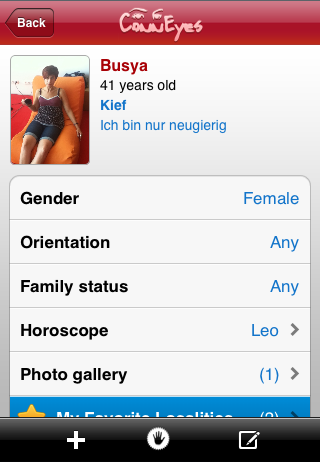 Back
ConnEyes
Busya
41 years old
Kief
Ich bin nur neugierig
Gender Female
Orientation Any
Family status Any
Horoscope Leo
Photo gallery (1)
My Favorite Localities (2)